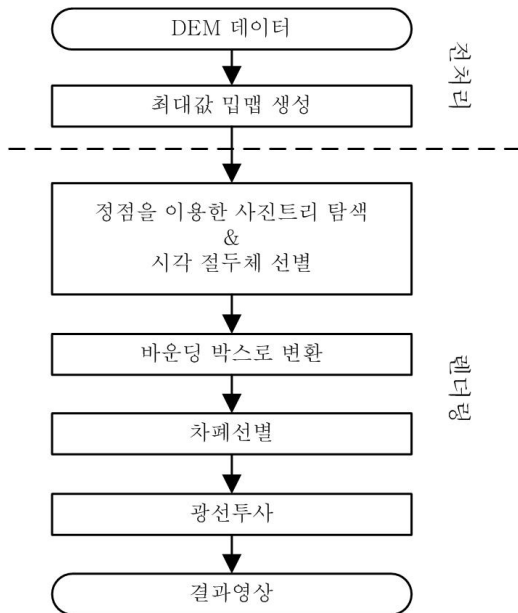 DEM 데이터
전처리
최대값 밉맵 생성
정점을 이용한 사진트리 탐색
&
시각 절두체 선별
바운딩 박스로 변환
렌더링
차폐선별
광선투사
결과영상